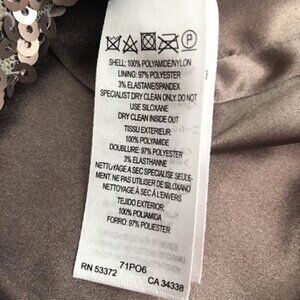 P
SHELL: 100% POLYAMIDE/NYLON
LINING: 97% POLYESTER
3% ELASTANE/SPANDEX
SPECIALIST DRY CLEAN ONLY. DO NOT
USE SILOXANE
DRY CLEAN INSIDE OUT
TISSU EXTERIEUR:
100% POLYAMIDE
DOUBLURE: 97% POLYESTER
3% ELASTHANNE
NETTOYAGE A SEC SPECIALISE SEULE-
MENT. NE PAS UTILISER DE SILOXANO
NETTOYAGE A SEC À L'ENVERS
TEJIDO EXTERIOR:
100% POLIAMIDA
FORRO: 97% POLIESTER
71PO6
RN 53372
CA 34338